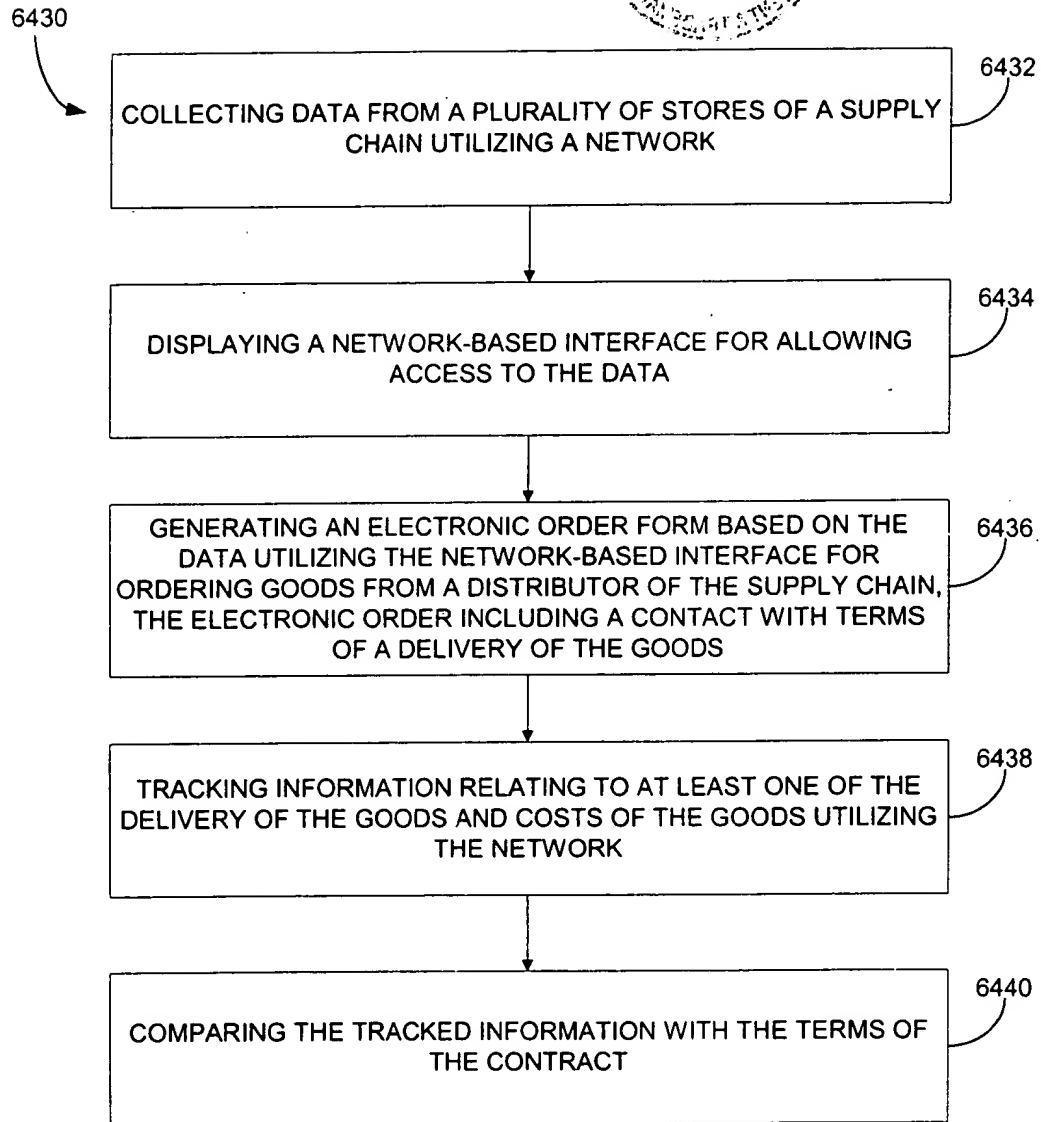 6430
6432
COLLECTING DATA FROM A PLURALITY OF STORES OF A SUPPLY
CHAIN UTILIZING A NETWORK
6434
DISPLAYING A NETWORK-BASED INTERFACE FOR ALLOWING
ACCESS TO THE DATA
6436
GENERATING AN ELECTRONIC ORDER FORM BASED ON THE
DATA UTILIZING THE NETWORK-BASED INTERFACE FOR
ORDERING GOODS FROM A DISTRIBUTOR OF THE SUPPLY CHAIN,
THE ELECTRONIC ORDER INCLUDING A CONTACT WITH TERMS
OF A DELIVERY OF THE GOODS
6438
TRACKING INFORMATION RELATING TO AT LEAST ONE OF THE
DELIVERY OF THE GOODS AND COSTS OF THE GOODS UTILIZING
THE NETWORK
6440
COMPARING THE TRACKED INFORMATION WITH THE TERMS OF
THE CONTRACT